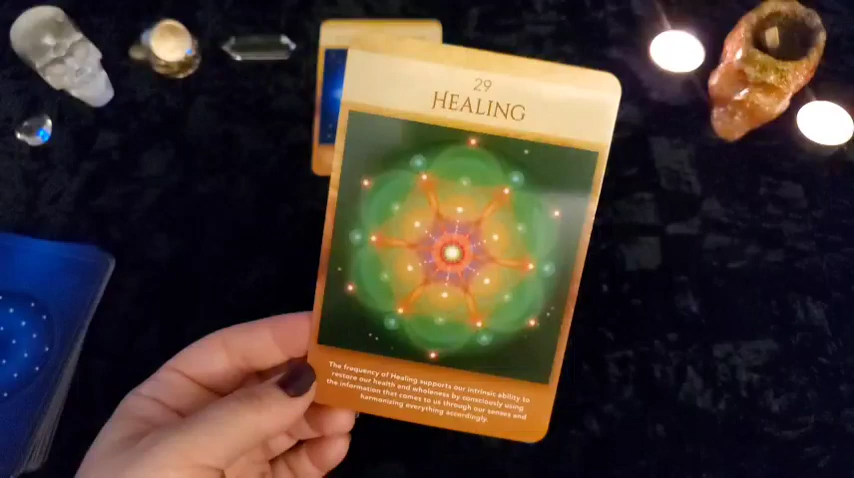 29
HEALING
The frequency of Healing supports our intrinsic ability to
restore our health and wholeness by consciously using
the information that comes to us through our senses and
harmonizing everything accordingly.